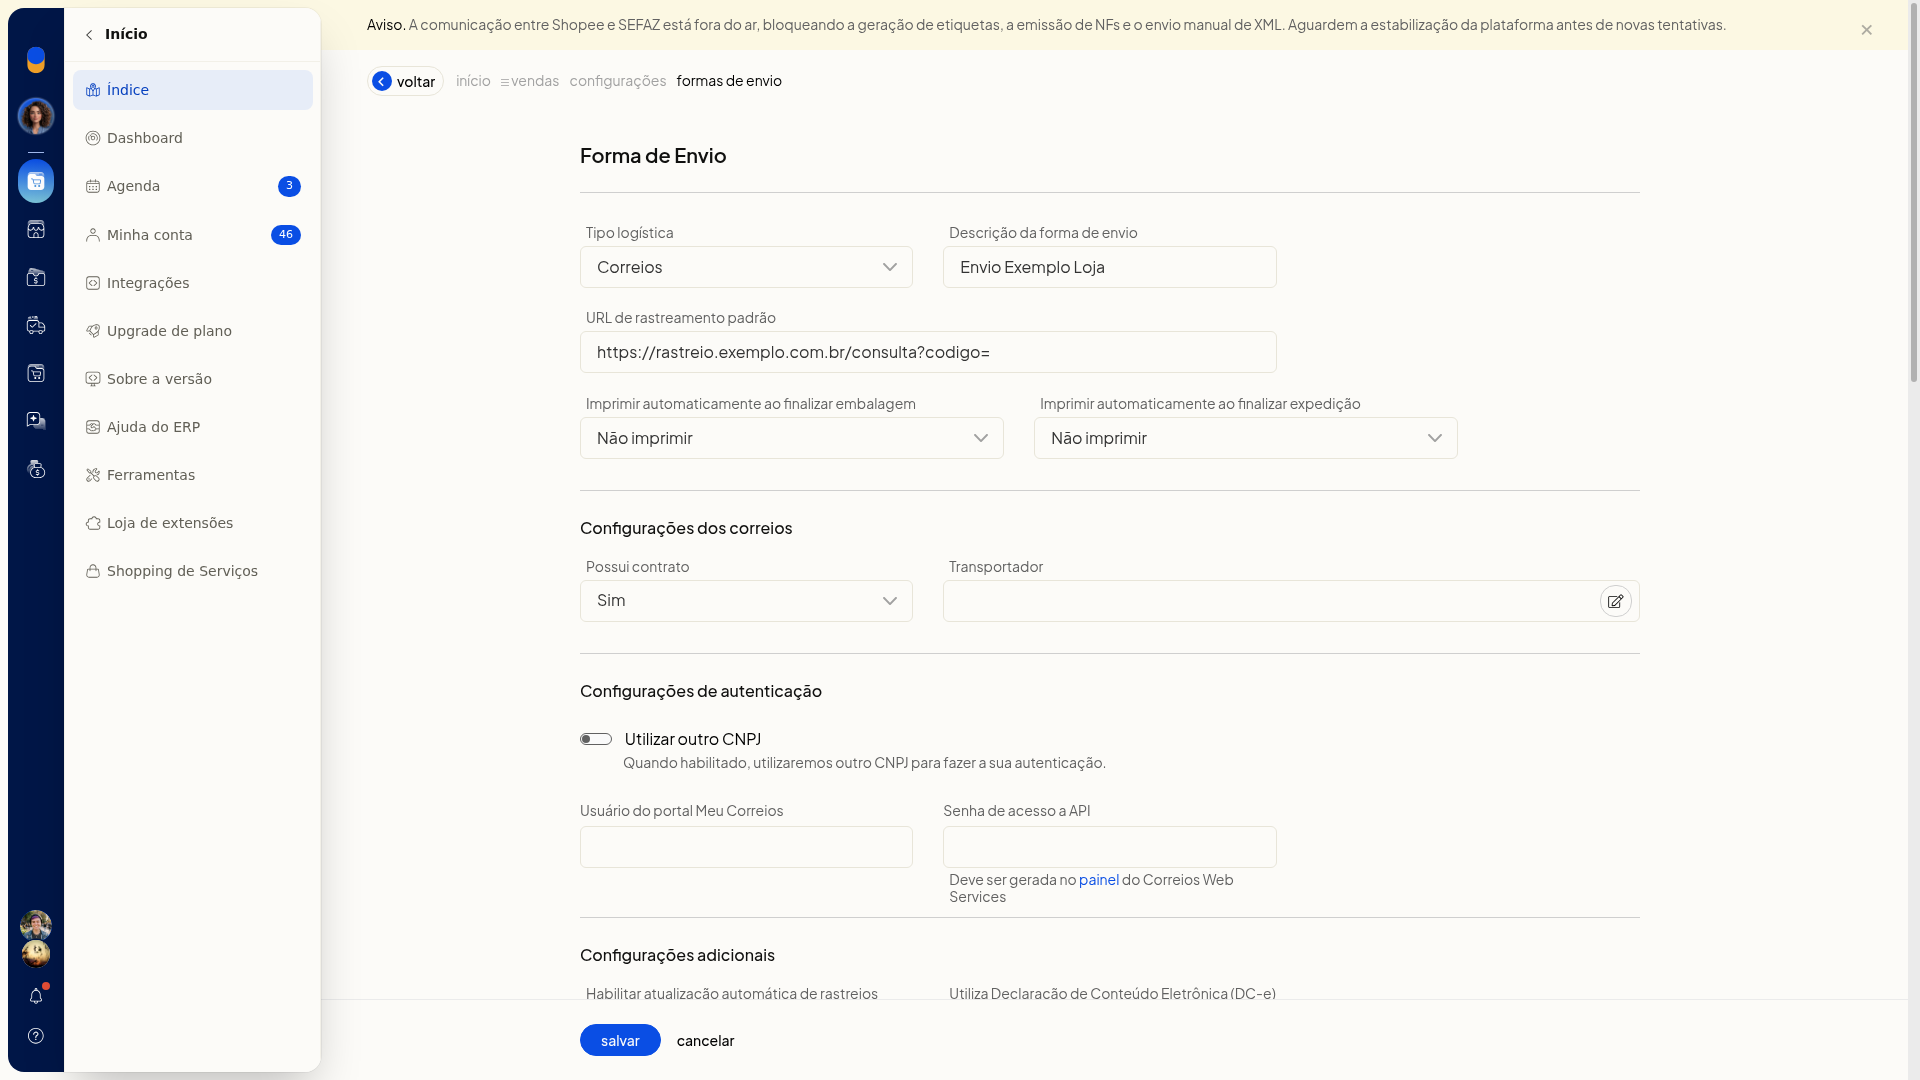 Aviso. A comunicação entre Shopee e SEFAZ está fora do ar, bloqueando a geração de etiquetas, a emissão de NFs e o envio manual de XML. Aguardem a estabilização da plataforma antes de novas tentativas.
Início
Índice
Dashboard
Agenda 3
Minha conta 46
Integrações
Upgrade de plano
Sobre a versão
Ajuda do ERP
Ferramentas
Loja de extensões
Shopping de Serviços
voltar início vendas configurações formas de envio
Forma de Envio
Tipo logística Descrição da forma de envio
Correios Envio Exemplo Loja
URL de rastreamento padrão
https://rastreio.exemplo.com.br/consulta?codigo=
Imprimir automaticamente ao finalizar embalagem Imprimir automaticamente ao finalizar expedição
Não imprimir Não imprimir
Configurações dos correios
Possui contrato Transportador
Sim
Configurações de autenticação
Utilizar outro CNPJ
Quando habilitado, utilizaremos outro CNPJ para fazer a sua autenticação.
Usuário do portal Meu Correios Senha de acesso a API
Deve ser gerada no painel do Correios Web
Services
Configurações adicionais
Habilitar atualização automática de rastreios Utiliza Declaração de Conteúdo Eletrônica (DC-e)
salvar cancelar